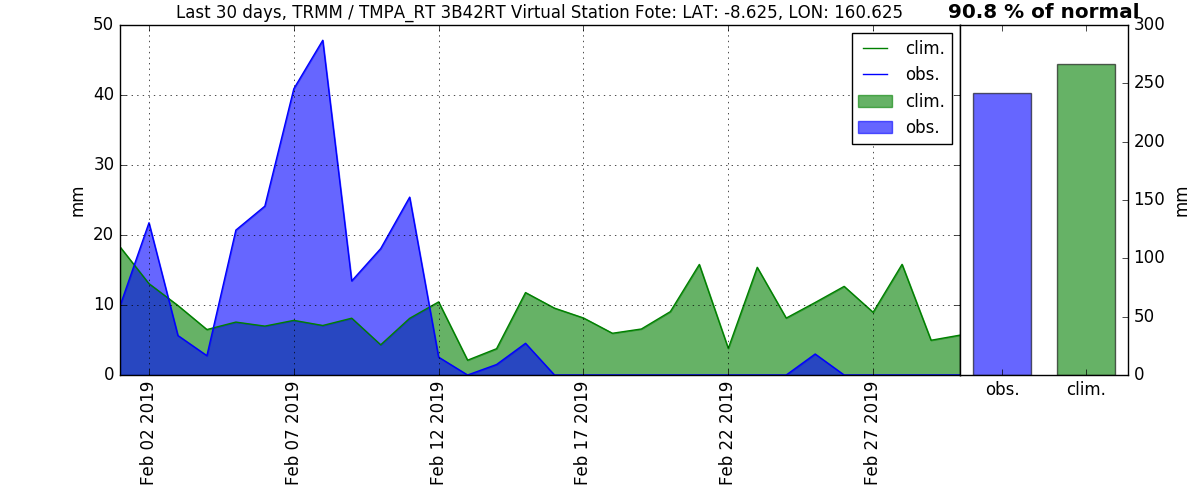 Last 30 days, TRMM / TMPA_RT 3B42RT Virtual Station Fote: LAT: -8.625, LON: 160.625
90.8 % of normal
50
40
30
20
10
0
mm
clim.
obs.
clim.
obs.
300
250
200
150
100
50
0
mm
Feb 02 2019
Feb 07 2019
Feb 12 2019
Feb 17 2019
Feb 22 2019
Feb 27 2019
obs.
clim.